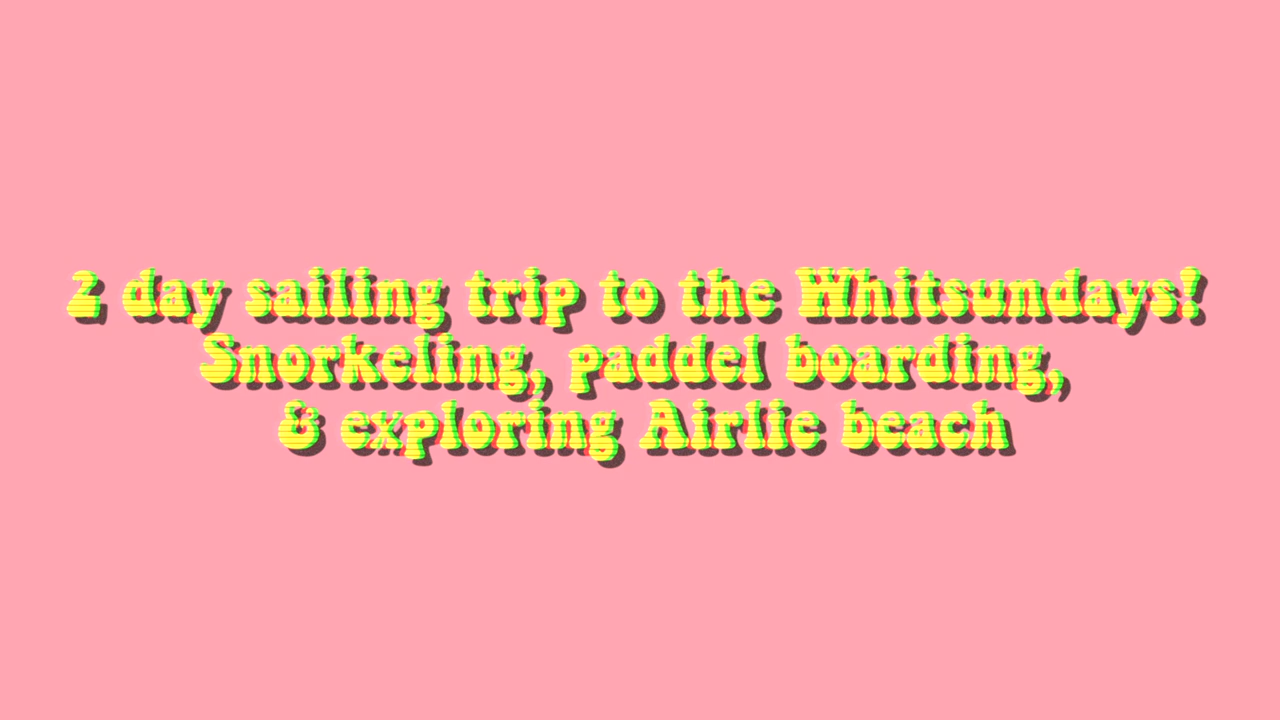 2 day sailing trip to the Whitsundays!
Snorkeling, paddel boarding,
& exploring Airlie beach